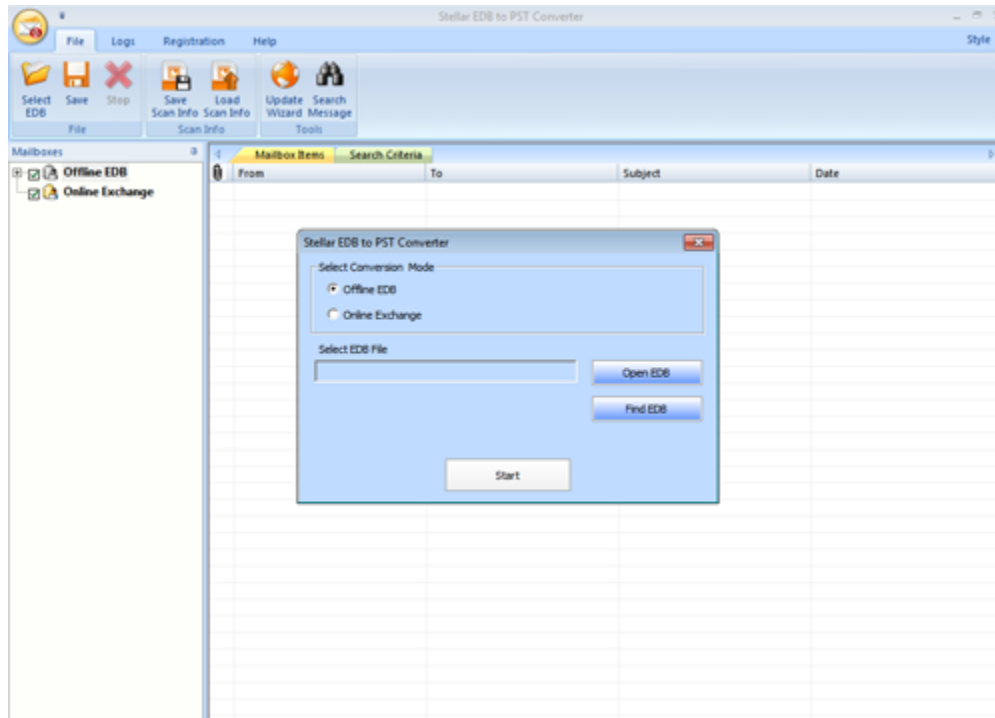 Stellar EDB to PST Converter
File Logs Registration Help Style
Select EDB Save Stop Save Scan Info Load Scan Info Update Wizard Search Message
File Scan Info Tools
Mailboxes
Mailbox Items Search Criteria
Offline EDB
Online Exchange
From To Subject Date
Stellar EDB to PST Converter
Select Conversion Mode
Offline EDB
Online Exchange
Select EDB File
Open EDB
Find EDB
Start